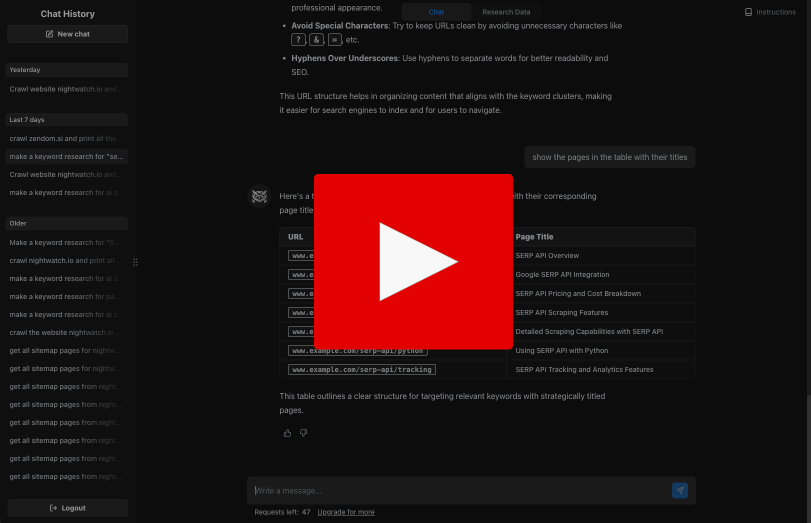 Chat History
New chat
Yesterday
Crawl website nightwatch.io and
Last 7 days
crawl zendom.si and print all the
make a keyword research for "se...
Crawl website nightwatch.io and
make a keyword research for ai
Older
Make a keyword research for "S
crawl nightwatch.io and print all
make a keyword research for ai
make a keyword research for pa
make a keyword research for ai
crawl the website nightwatch.io
get all sitemap pages for nightw
get all sitemap pages for nightw
get all sitemap pages from night
get all sitemap pages from night
get all sitemap pages from night
get all sitemap pages from night
get all sitemap pages from night
get all sitemap pages from night
Logout
Chat
Research Data
Instructions
professional appearance.
• Avoid Special Characters: Try to keep URLs clean by avoiding unnecessary characters like
?, &, =, etc.
• Hyphens Over Underscores: Use hyphens to separate words for better readability and
SEO.
This URL structure helps in organizing content that aligns with the keyword clusters, making
it easier for search engines to index and for users to navigate.
show the pages in the table with their titles
Here's a with their corresponding
page title
URL Page Title
www.e SERP API Overview
www.e Google SERP API Integration
www.e SERP API Pricing and Cost Breakdown
www.e SERP API Scraping Features
www.e Detailed Scraping Capabilities with SERP API
www.example.com/serp-api/python Using SERP API with Python
www.example.com/serp-api/tracking SERP API Tracking and Analytics Features
This table outlines a clear structure for targeting relevant keywords with strategically titled
pages.
Write a message...
Requests left: 47 Upgrade for more